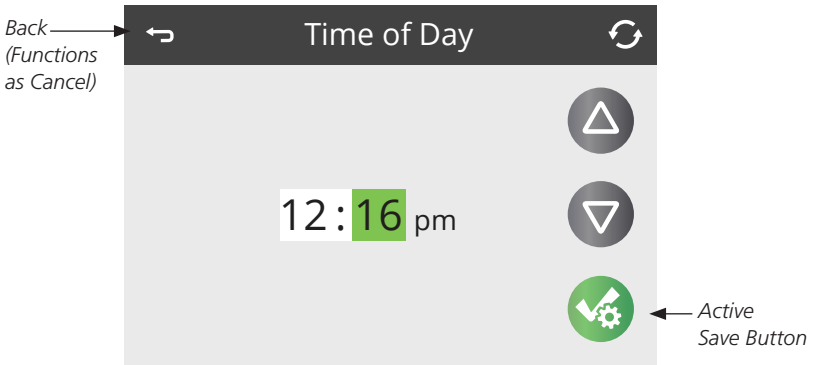 Back
(Functions
as Cancel)
Time of Day
12:16 pm
Active
Save Button